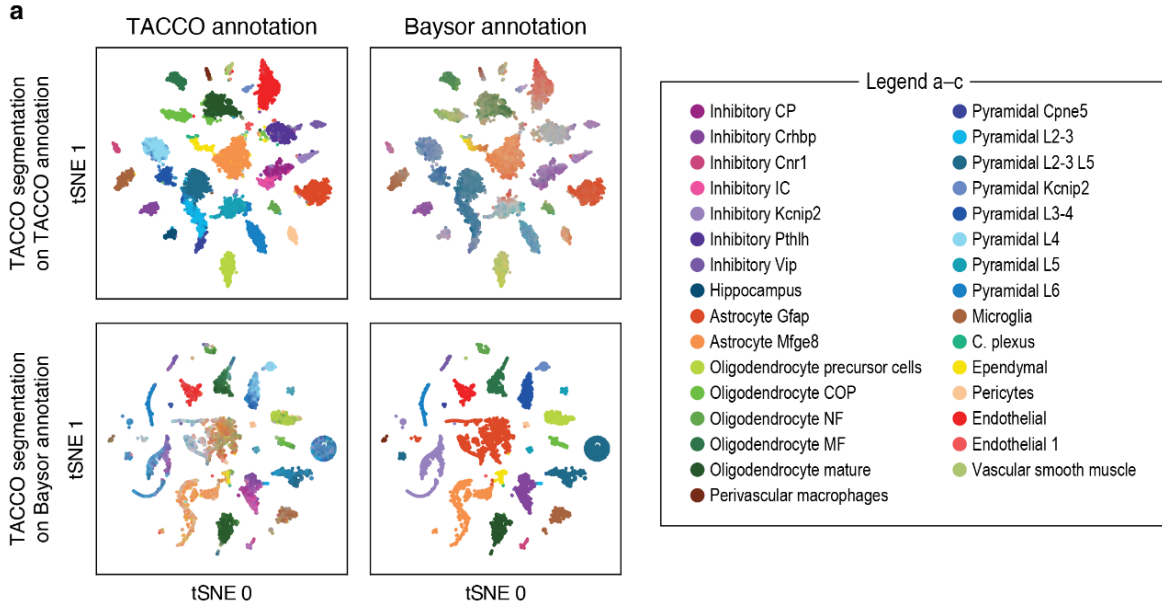 a
TACCO annotation
Baysor annotation
TACCO segmentation
on TACCO annotation
tSNE 1
TACCO segmentation
on Baysor annotation
tSNE 1
tSNE 0
tSNE 0
Legend a–c
Inhibitory CP
Inhibitory Crhbp
Inhibitory Cnr1
Inhibitory IC
Inhibitory Kcnip2
Inhibitory Pthlh
Inhibitory Vip
Hippocampus
Astrocyte Gfap
Astrocyte Mfge8
Oligodendrocyte precursor cells
Oligodendrocyte COP
Oligodendrocyte NF
Oligodendrocyte MF
Oligodendrocyte mature
Perivascular macrophages
Pyramidal Cpne5
Pyramidal L2-3
Pyramidal L2-3 L5
Pyramidal Kcnip2
Pyramidal L3-4
Pyramidal L4
Pyramidal L5
Pyramidal L6
Microglia
C. plexus
Ependymal
Pericytes
Endothelial
Endothelial 1
Vascular smooth muscle